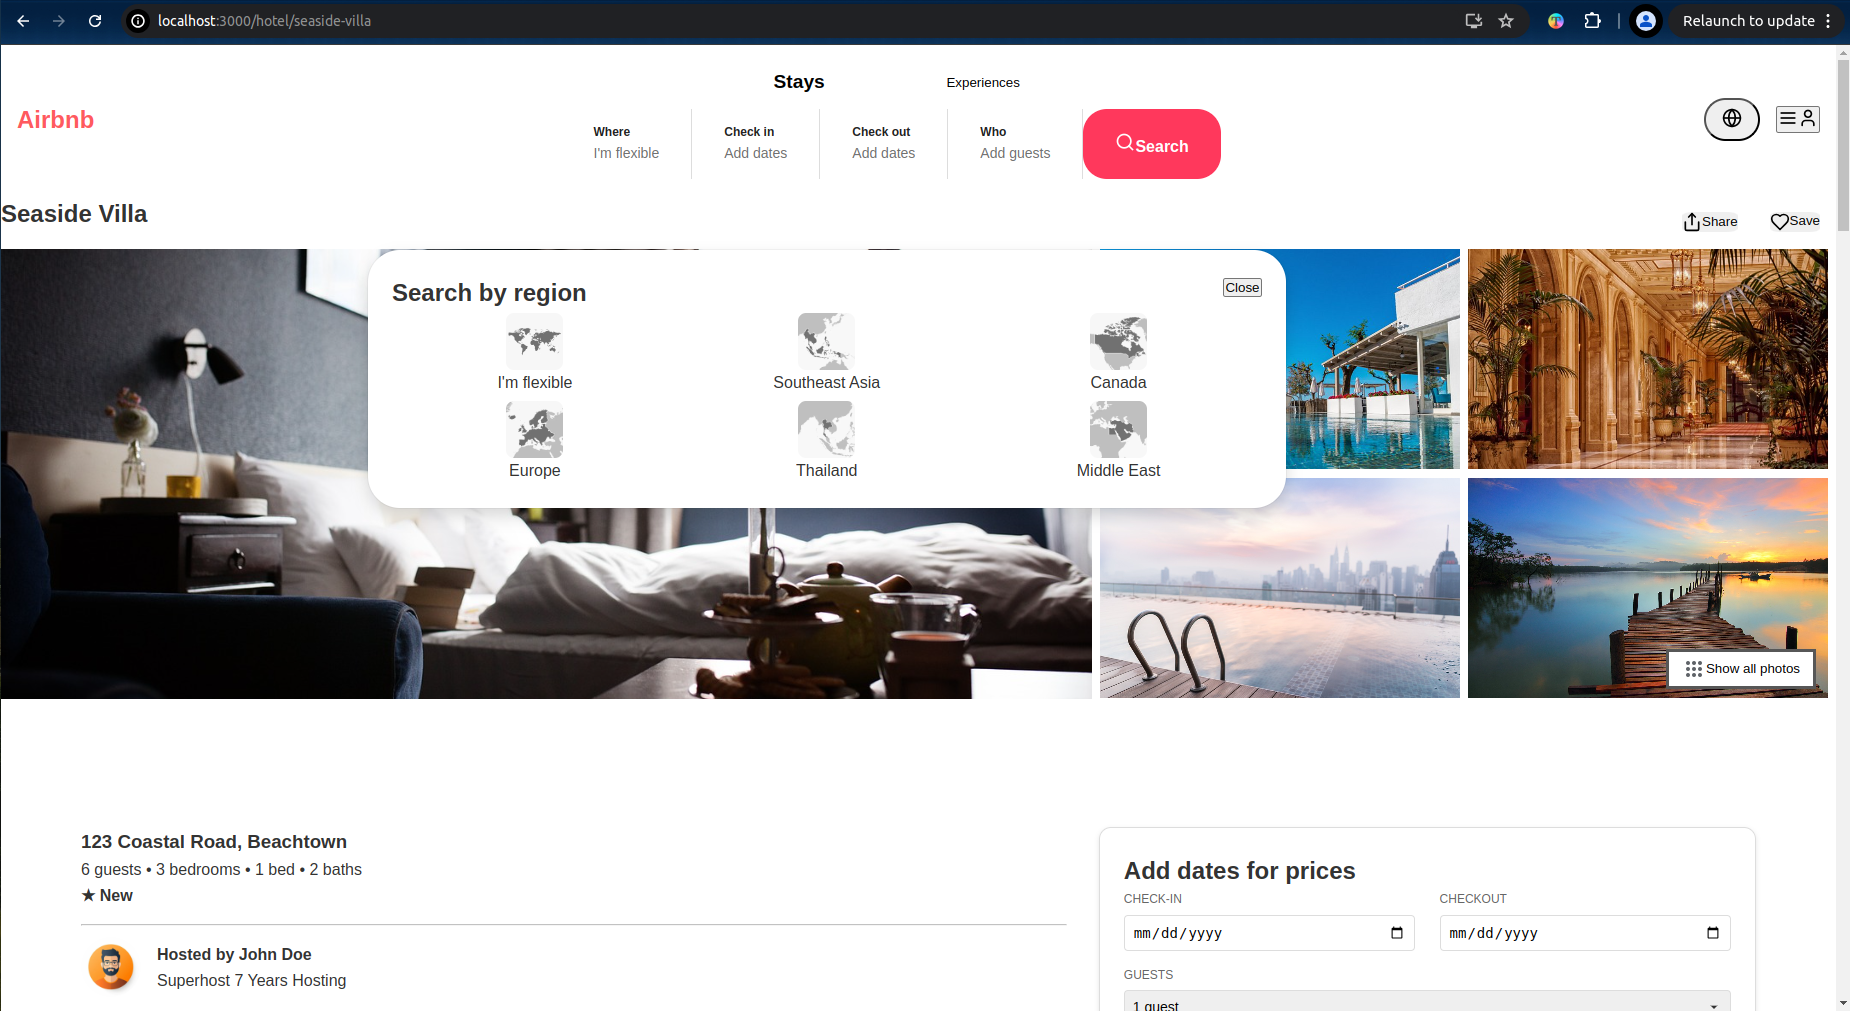 localhost:3000/hotel/seaside-villa
Relaunch to update
Stays
Experiences
Airbnb
Where
I'm flexible
Check in
Add dates
Check out
Add dates
Who
Add guests
Search
Seaside Villa
Share
Save
Search by region
Close
I'm flexible
Southeast Asia
Canada
Europe
Thailand
Middle East
Show all photos
123 Coastal Road, Beachtown
6 guests • 3 bedrooms • 1 bed • 2 baths
★ New
Hosted by John Doe
Superhost 7 Years Hosting
Add dates for prices
CHECK-IN
CHECKOUT
mm/dd/yyyy
mm/dd/yyyy
GUESTS
1 guest